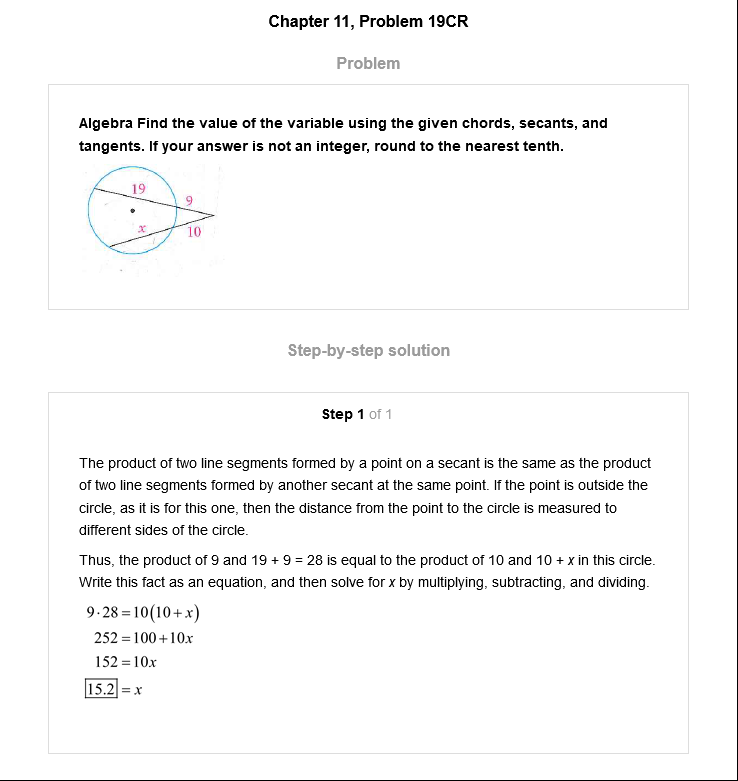 Chapter 11, Problem 19CR
Problem
Algebra Find the value of the variable using the given chords, secants, and
tangents. If your answer is not an integer, round to the nearest tenth.
19
9
x
10
Step-by-step solution
Step 1 of 1
The product of two line segments formed by a point on a secant is the same as the product
of two line segments formed by another secant at the same point. If the point is outside the
circle, as it is for this one, then the distance from the point to the circle is measured to
different sides of the circle.
Thus, the product of 9 and 19 + 9 = 28 is equal to the product of 10 and 10 + x in this circle.
Write this fact as an equation, and then solve for x by multiplying, subtracting, and dividing.
9·28 = 10(10 + x)
252 = 100 + 10x
152 = 10x
15.2 = x